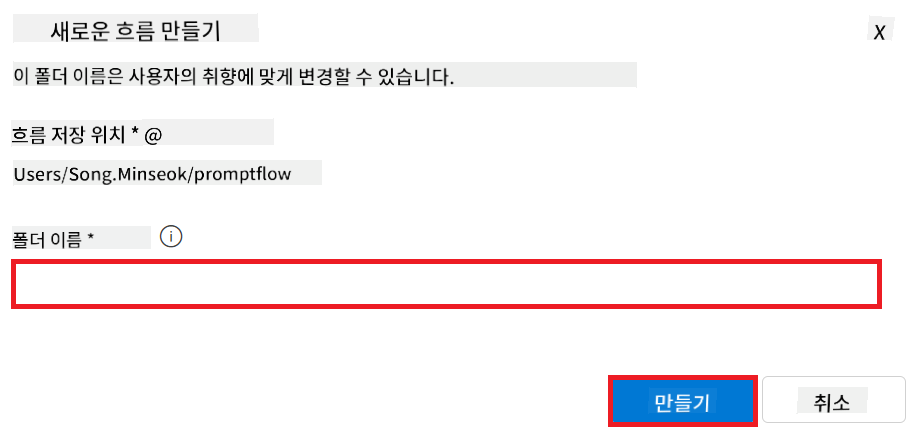 새로운 흐름 만들기
X
이 폴더 이름은 사용자의 취향에 맞게 변경할 수 있습니다.
흐름 저장 위치 * @
Users/Song.Minseok/promptflow
폴더 이름 * i
만들기
취소